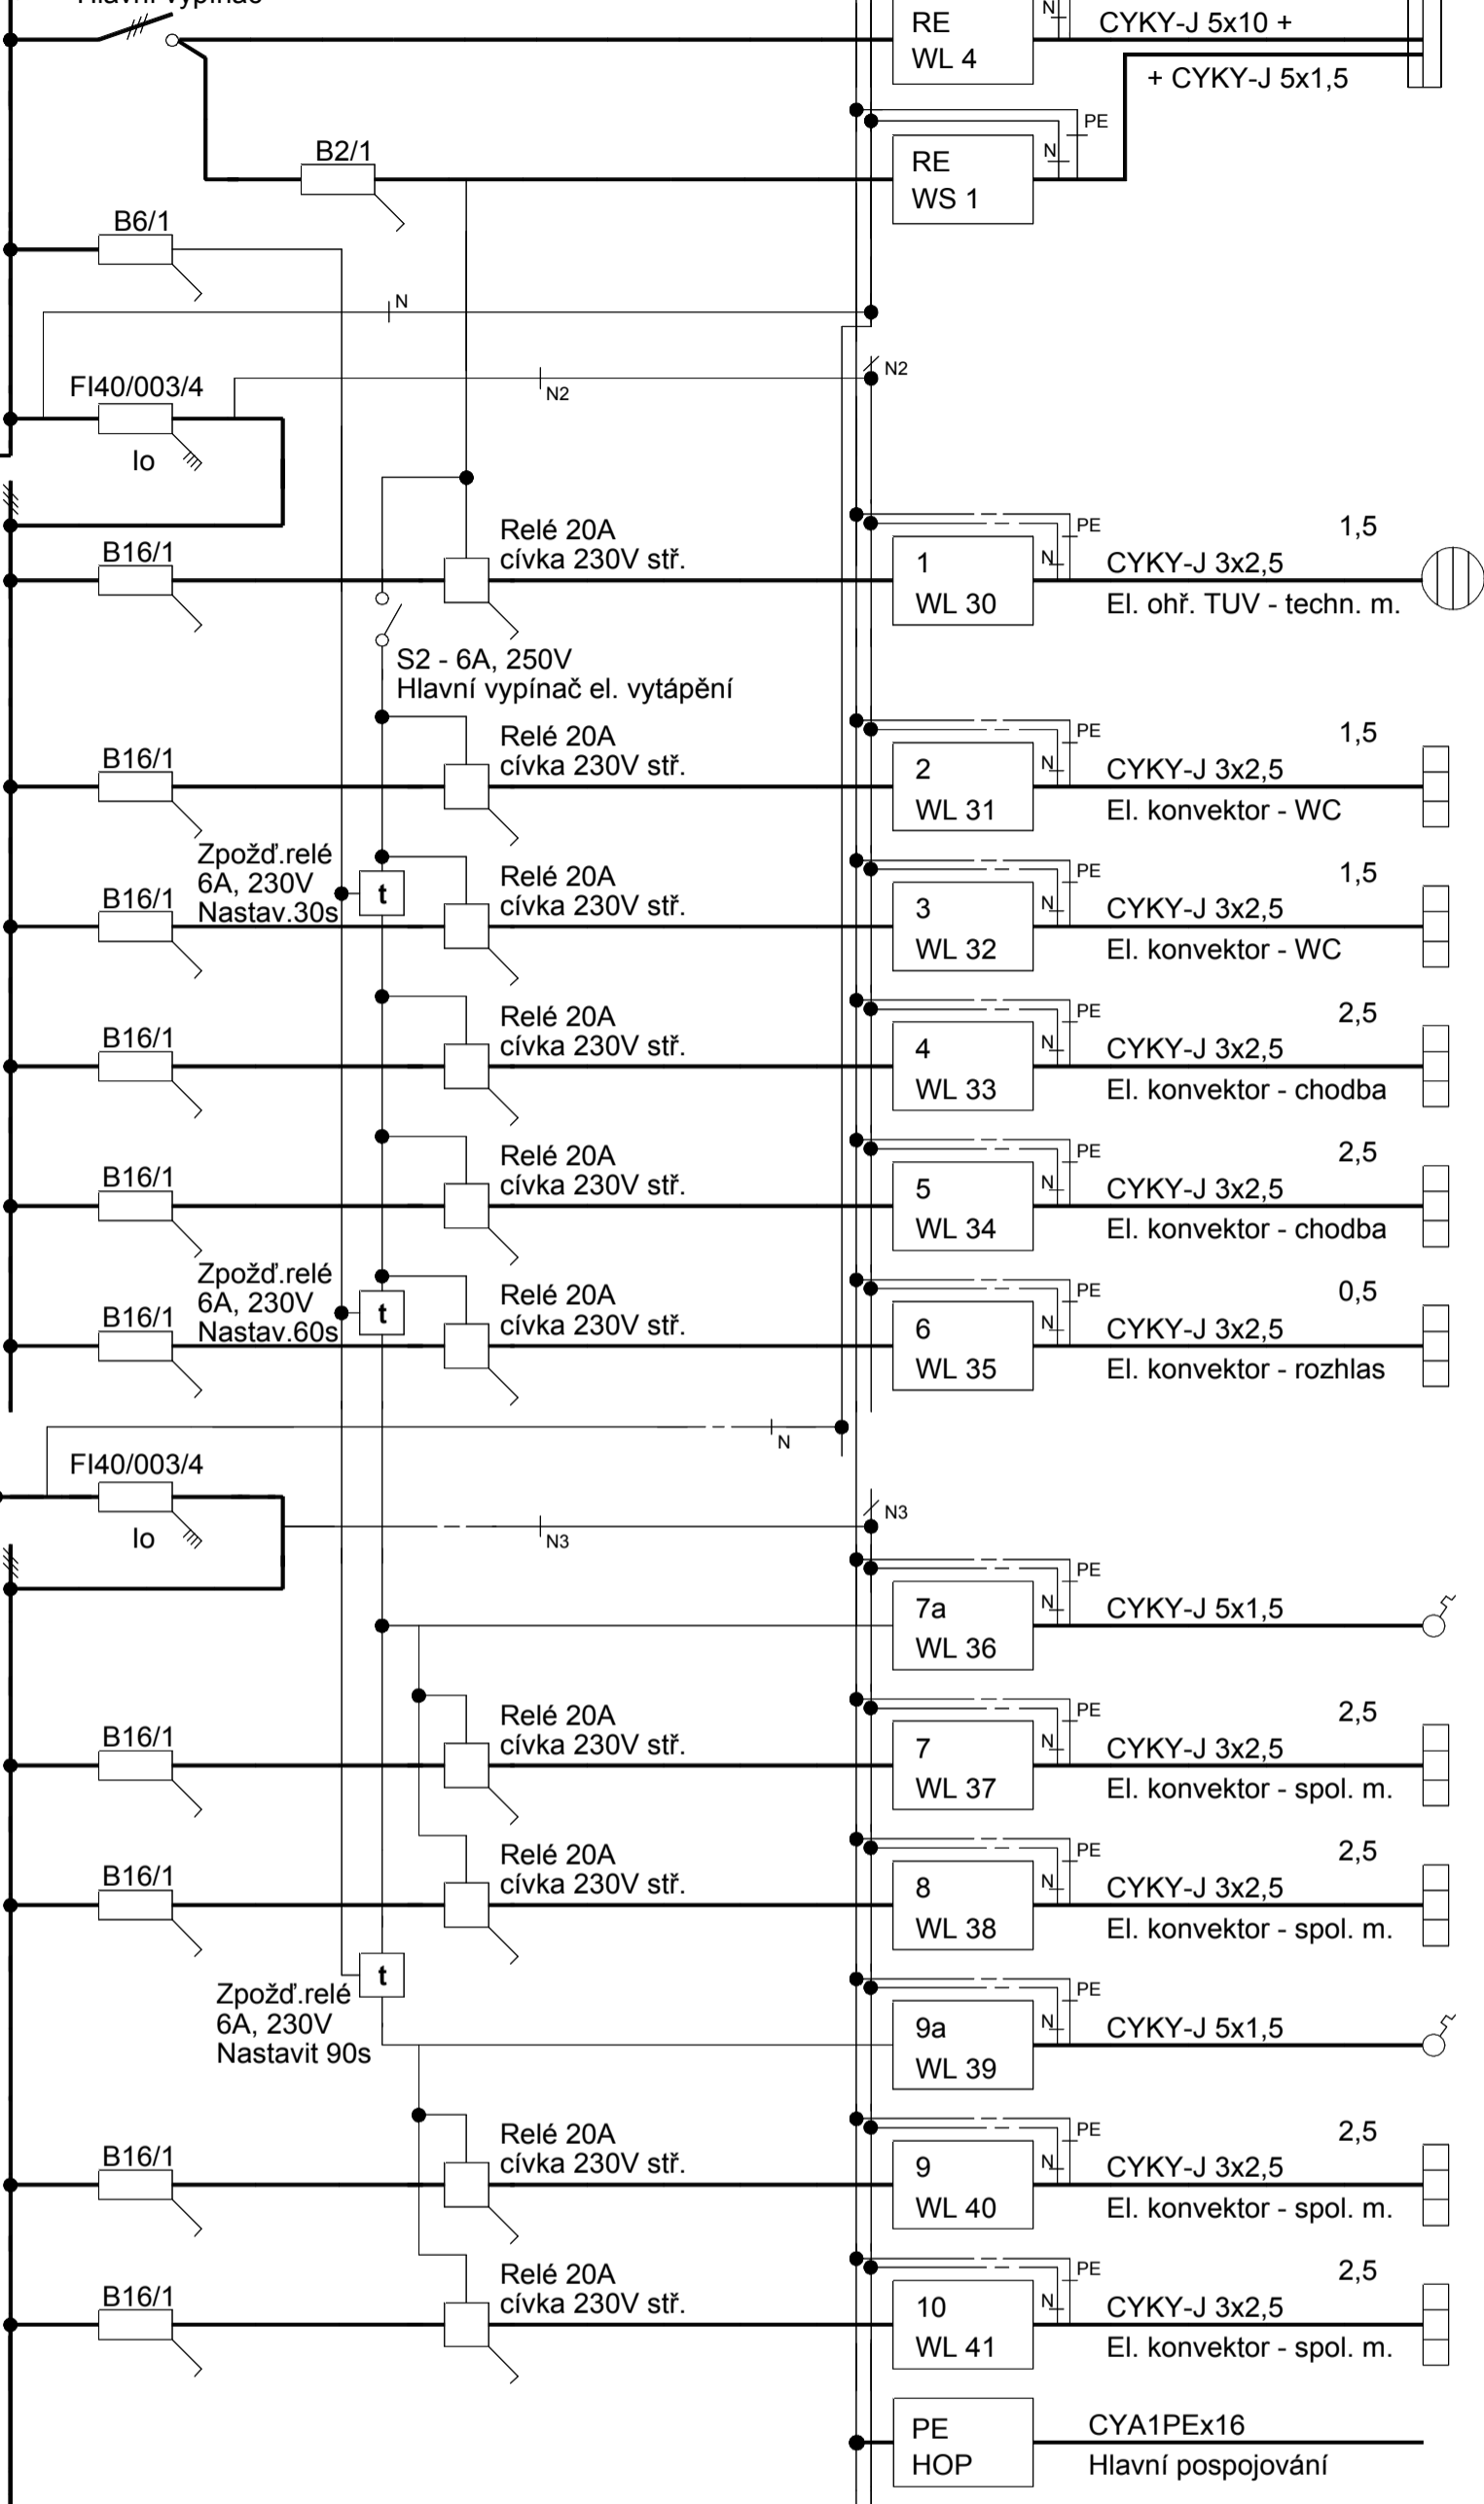 Hlavní vypínač
RE
WL 4
N
CYKY-J 5x10 +
+ CYKY-J 5x1,5
B2/1
RE
WS 1
N
PE
B6/1
N
FI40/003/4
Io
N2
N2
B16/1
Relé 20A
cívka 230V stř.
1
WL 30
PE
N
1,5
CYKY-J 3x2,5
El. ohř. TUV - techn. m.
S2 - 6A, 250V
Hlavní vypínač el. vytápění
B16/1
Relé 20A
cívka 230V stř.
2
WL 31
PE
N
1,5
CYKY-J 3x2,5
El. konvektor - WC
Zpožď.relé
6A, 230V
Nastav.30s
t
B16/1
Relé 20A
cívka 230V stř.
3
WL 32
PE
N
1,5
CYKY-J 3x2,5
El. konvektor - WC
B16/1
Relé 20A
cívka 230V stř.
4
WL 33
PE
N
2,5
CYKY-J 3x2,5
El. konvektor - chodba
B16/1
Relé 20A
cívka 230V stř.
5
WL 34
PE
N
2,5
CYKY-J 3x2,5
El. konvektor - chodba
Zpožď.relé
6A, 230V
Nastav.60s
t
B16/1
Relé 20A
cívka 230V stř.
6
WL 35
PE
N
0,5
CYKY-J 3x2,5
El. konvektor - rozhlas
N
FI40/003/4
Io
N3
N3
7a
WL 36
PE
N
CYKY-J 5x1,5
B16/1
Relé 20A
cívka 230V stř.
7
WL 37
PE
N
2,5
CYKY-J 3x2,5
El. konvektor - spol. m.
B16/1
Relé 20A
cívka 230V stř.
8
WL 38
PE
N
2,5
CYKY-J 3x2,5
El. konvektor - spol. m.
t
Zpožď.relé
6A, 230V
Nastavit 90s
9a
WL 39
PE
N
CYKY-J 5x1,5
B16/1
Relé 20A
cívka 230V stř.
9
WL 40
PE
N
2,5
CYKY-J 3x2,5
El. konvektor - spol. m.
B16/1
Relé 20A
cívka 230V stř.
10
WL 41
PE
N
2,5
CYKY-J 3x2,5
El. konvektor - spol. m.
PE
HOP
CYA1PEx16
Hlavní pospojování